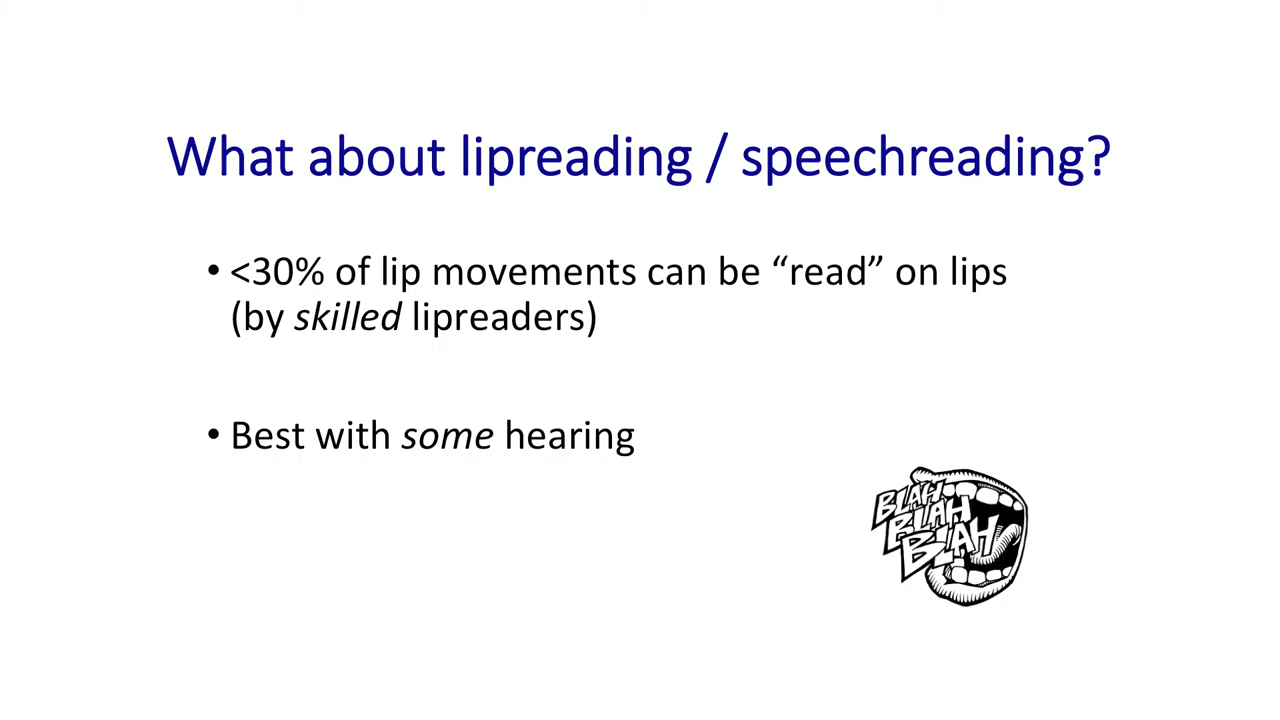 What about lipreading / speechreading?
• <30% of lip movements can be “read” on lips
(by skilled lipreaders)
• Best with some hearing
BLAH
BLAH
BLAH